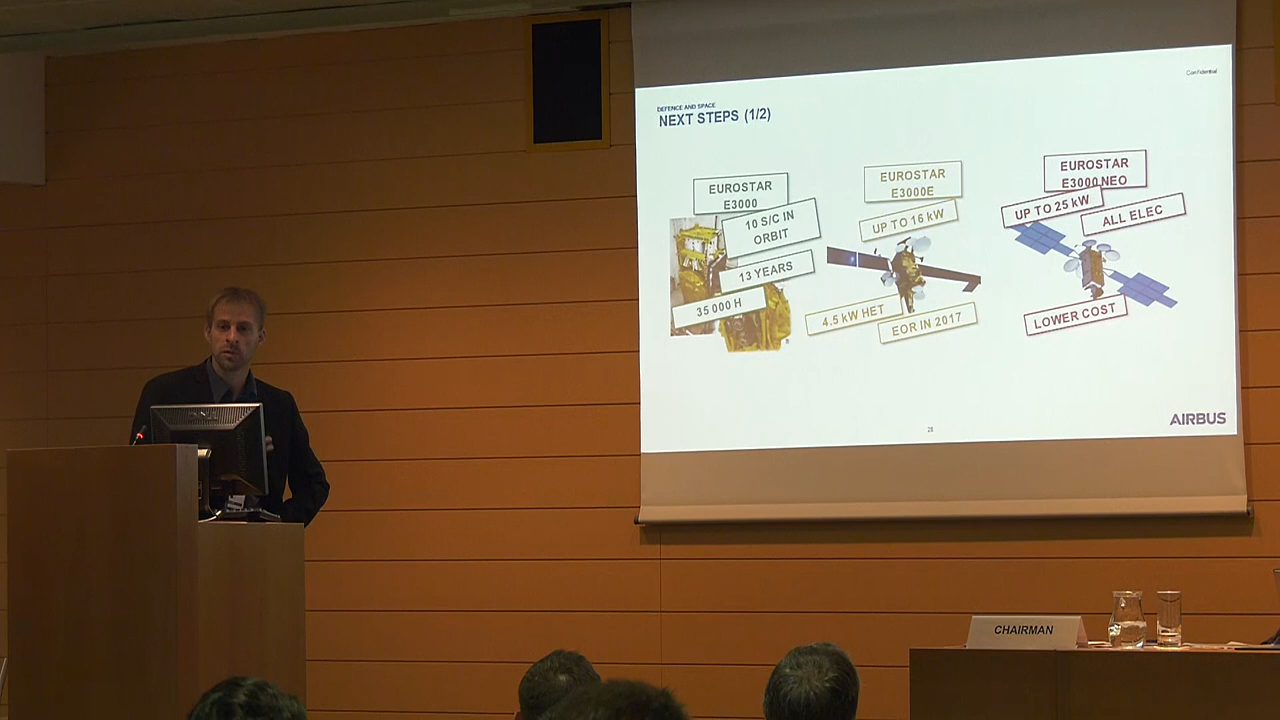 Confidential
DEFENCE AND SPACE
NEXT STEPS (1/2)
EUROSTAR
E3000
10 S/C IN
ORBIT
13 YEARS
35 000 H
EUROSTAR
E3000E
UP TO 16 kW
4.5 kW HET
EOR IN 2017
EUROSTAR
E3000 NEO
UP TO 25 kW
ALL ELEC
LOWER COST
28
AIRBUS
DELL
CHAIRMAN